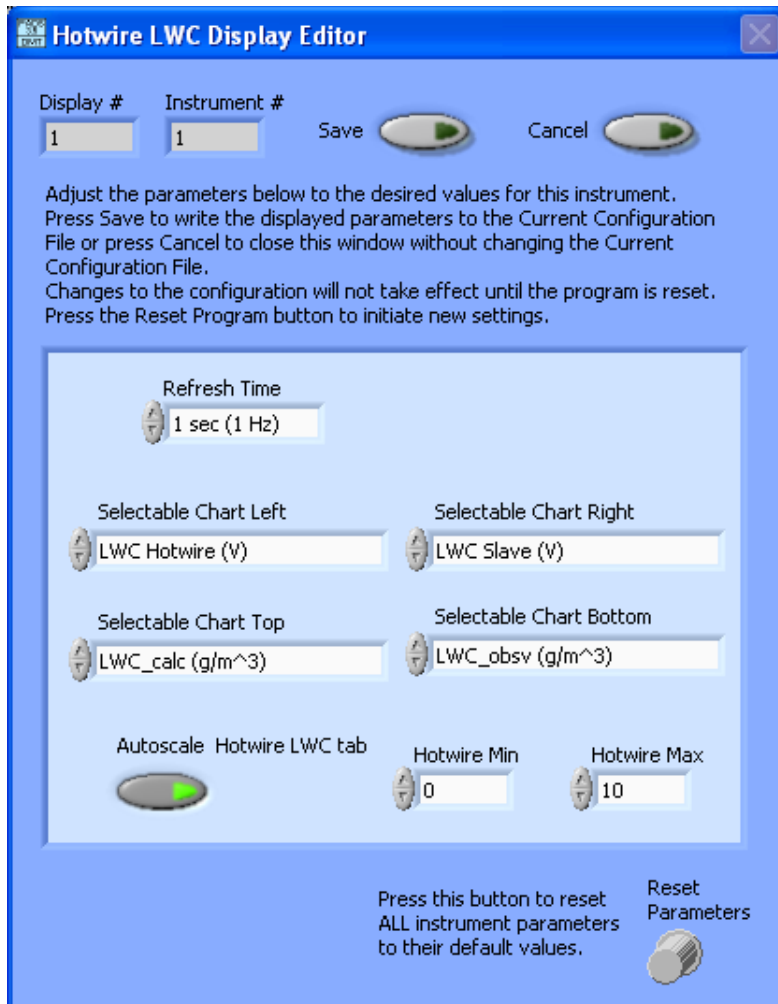 Hotwire LWC Display Editor
Display # Instrument #
1 1 Save Cancel
Adjust the parameters below to the desired values for this instrument.
Press Save to write the displayed parameters to the Current Configuration
File or press Cancel to close this window without changing the Current
Configuration File.
Changes to the configuration will not take effect until the program is reset.
Press the Reset Program button to initiate new settings.
Refresh Time
1 sec (1 Hz)
Selectable Chart Left Selectable Chart Right
LWC Hotwire (V) LWC Slave (V)
Selectable Chart Top Selectable Chart Bottom
LWC_calc (g/m^3) LWC_obsv (g/m^3)
Autoscale Hotwire LWC tab Hotwire Min Hotwire Max
0 10
Press this button to reset
ALL instrument parameters
to their default values.
Reset
Parameters